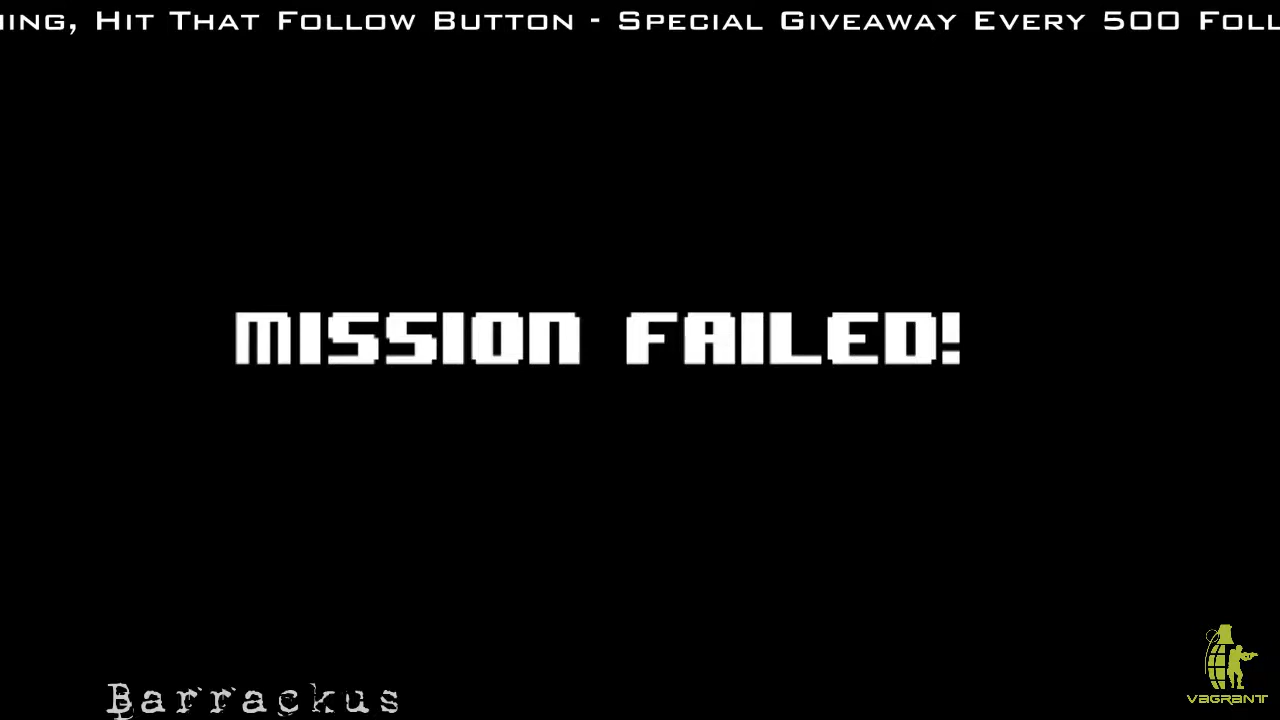 ing, Hit That Follow Button - Special Giveaway Every 500 Foll
MISSION FAILED!
Barrackus
VAGRANT